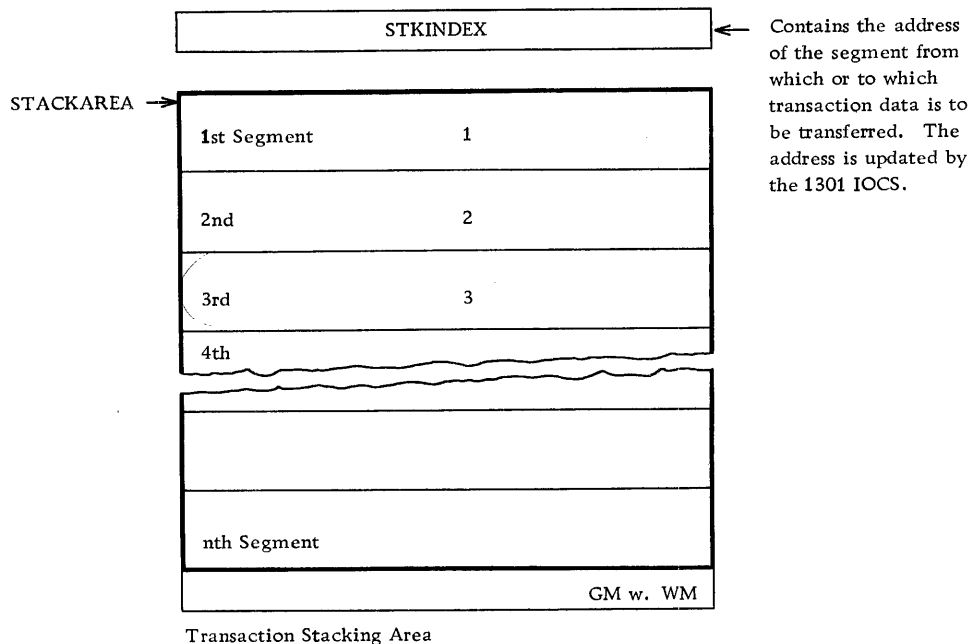 STKINDEX
Contains the address
of the segment from
which or to which
transaction data is to
be transferred. The
address is updated by
the 1301 IOCS.
STACKAREA
1st Segment 1
2nd 2
3rd 3
4th
nth Segment
GM w. WM
Transaction Stacking Area